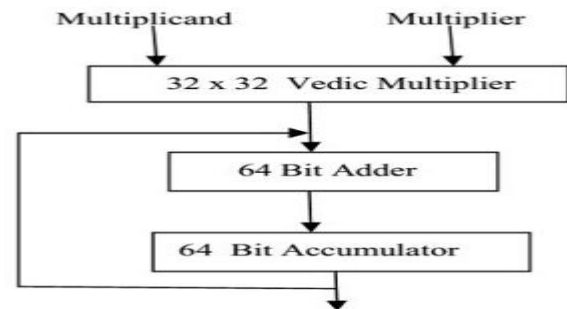 Multiplicand Multiplier
32 x 32 Vedic Multiplier
64 Bit Adder
64 Bit Accumulator